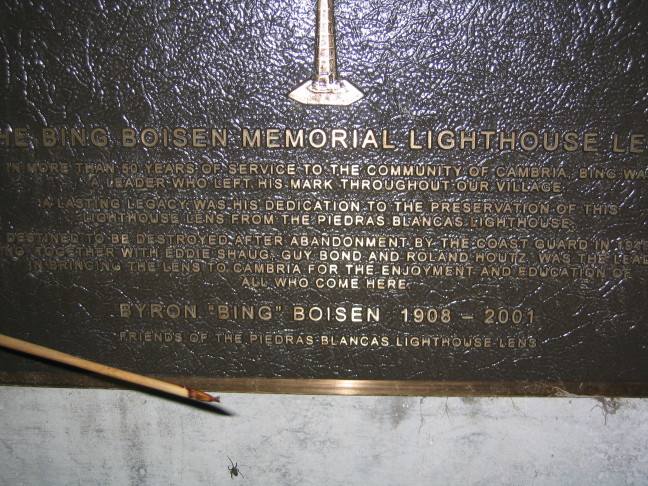 HE BING BOISEN MEMORIAL LIGHTHOUSE LE
IN MORE THAN 50 YEARS OF SERVICE TO THE COMMUNITY OF CAMBRIA, BING WA
A LEADER WHO LEFT HIS MARK THROUGHOUT OUR VILLAGE.
A LASTING LEGACY WAS HIS DEDICATION TO THE PRESERVATION OF THIS
LIGHTHOUSE LENS FROM THE PIEDRAS BLANCAS LIGHTHOUSE.
DESTINED TO BE DESTROYED AFTER ABANDONMENT BY THE COAST GUARD IN
TOGETHER WITH EDDIE SHAUG, GUY BOND AND ROLAND HOUTZ, WAS THE LEA
IN BRINGING THE LENS TO CAMBRIA FOR THE ENJOYMENT AND EDUCATION OF
ALL WHO COME HERE.
BYRON "BING" BOISEN 1908 – 2001
FRIENDS OF THE PIEDRAS BLANCAS LIGHTHOUSE LENS